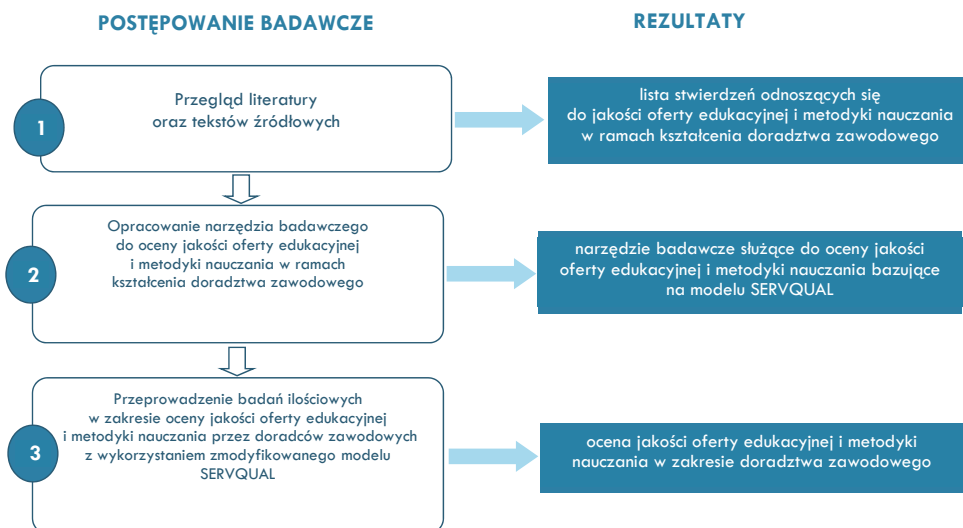 POSTĘPOWANIE BADAWCZE
REZULTATY
1
Przegląd literatury
oraz tekstów źródłowych
lista stwierdzeń odnoszących się
do jakości oferty edukacyjnej i metodyki nauczania
w ramach kształcenia doradztwa zawodowego
2
Opracowanie narzędzia badawczego
do oceny jakości oferty edukacyjnej
i metodyki nauczania w ramach
kształcenia doradztwa zawodowego
narzędzie badawcze służące do oceny jakości
oferty edukacyjnej i metodyki nauczania bazujące
na modelu SERVQUAL
3
Przeprowadzenie badań ilościowych
w zakresie oceny jakości oferty edukacyjnej
i metodyki nauczania przez doradców zawodowych
z wykorzystaniem zmodyfikowanego modelu
SERVQUAL
ocena jakości oferty edukacyjnej i metodyki
nauczania w zakresie doradztwa zawodowego